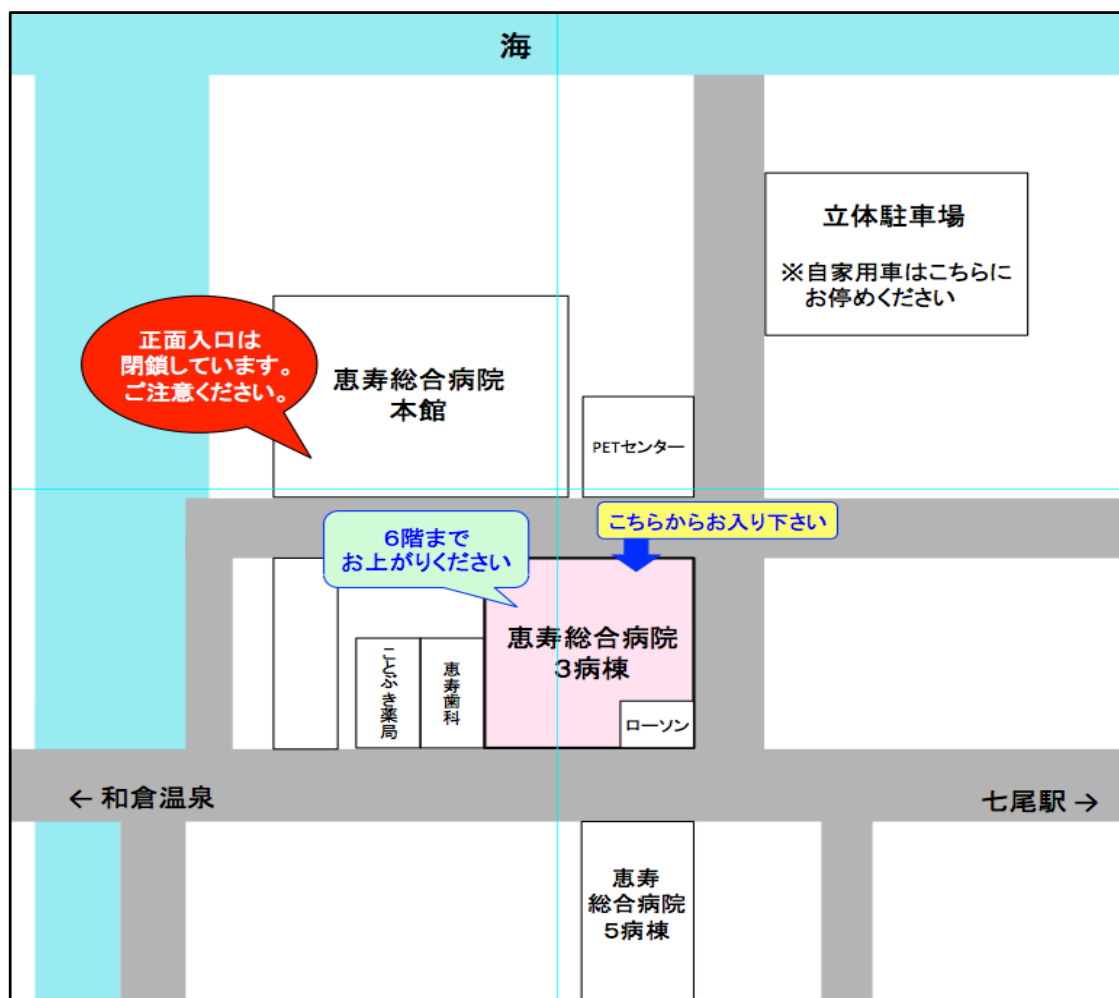 海
立体駐車場
※自家用車はこちらに
お停めください
正面入口は
閉鎖しています。
ご注意ください。
恵寿総合病院
本館
PETセンター
こちらからお入り下さい
6階まで
お上がりください
恵寿総合病院
3病棟
ことぶき薬局
恵寿歯科
ローソン
← 和倉温泉
七尾駅 →
恵寿
総合病院
5病棟